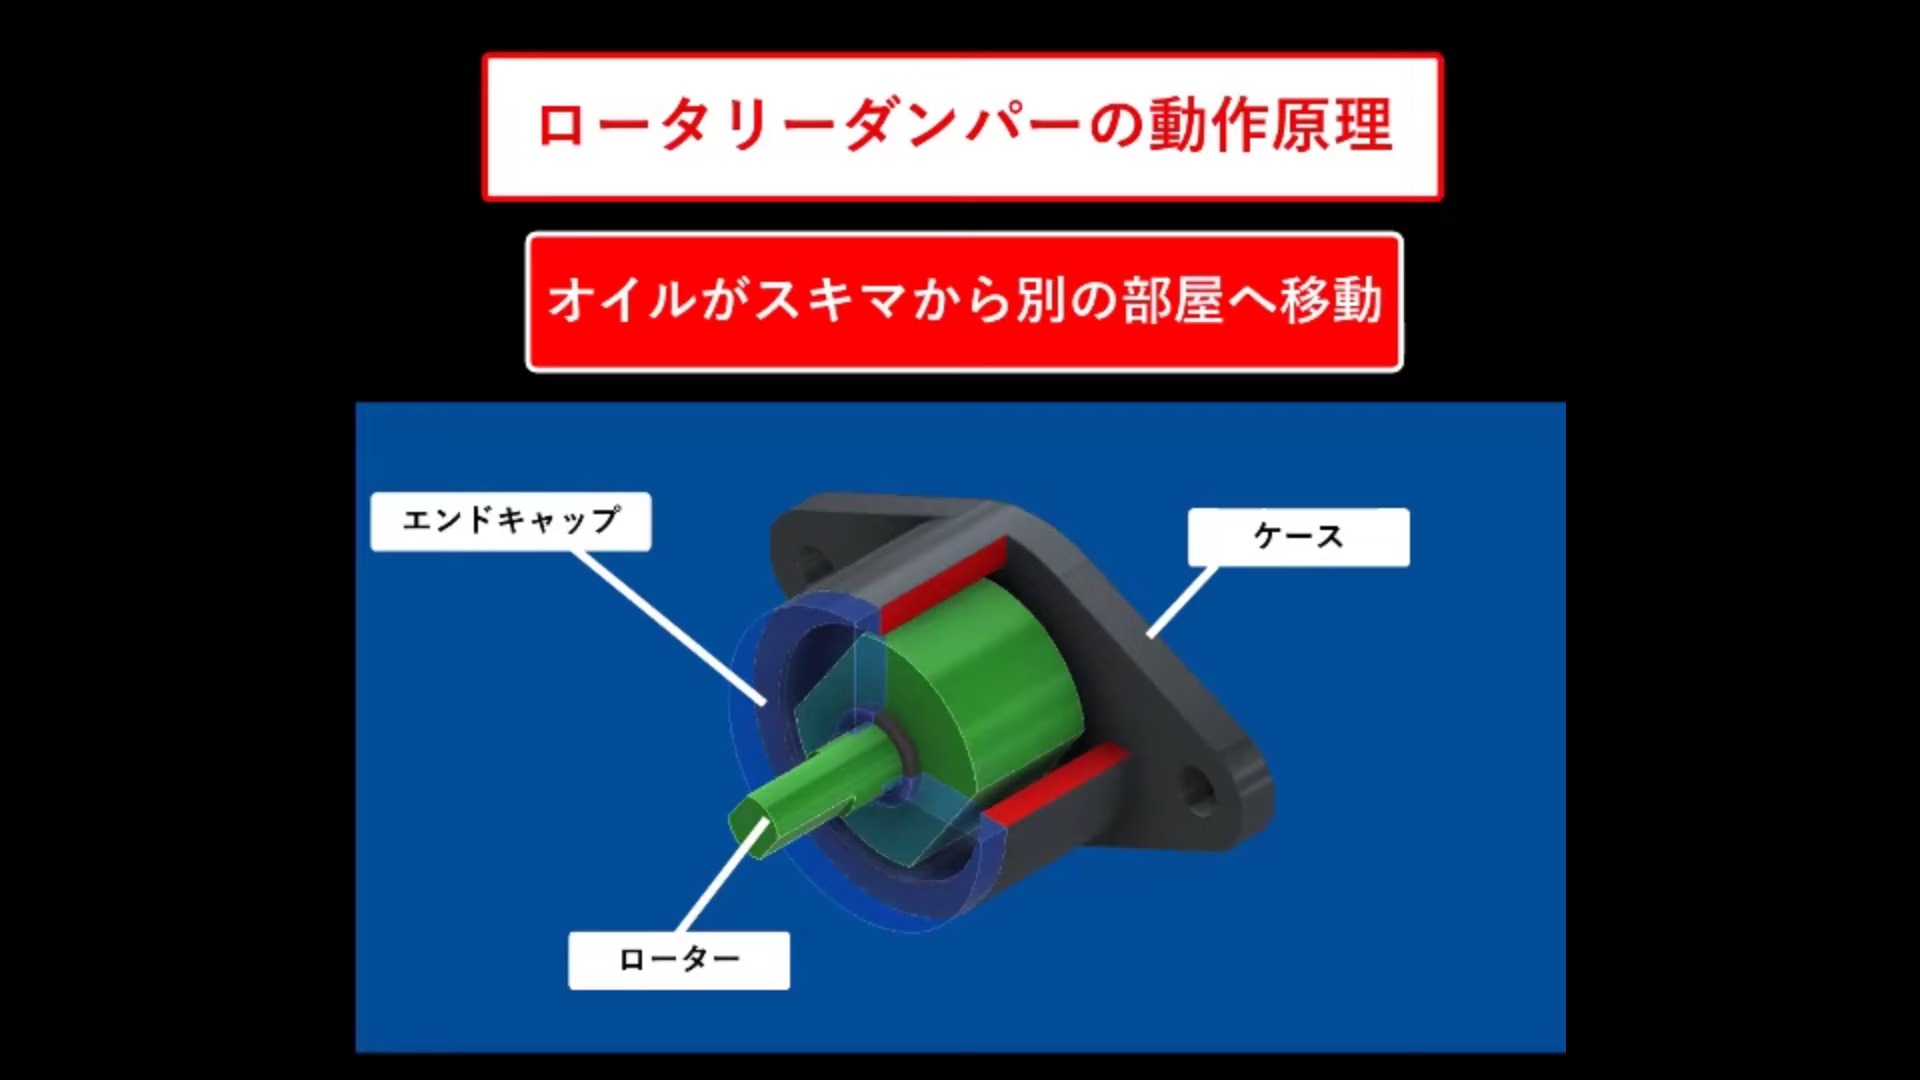 ロータリーダンパーの動作原理
オイルがスキマから別の部屋へ移動
エンドキャップ
ケース
ローター